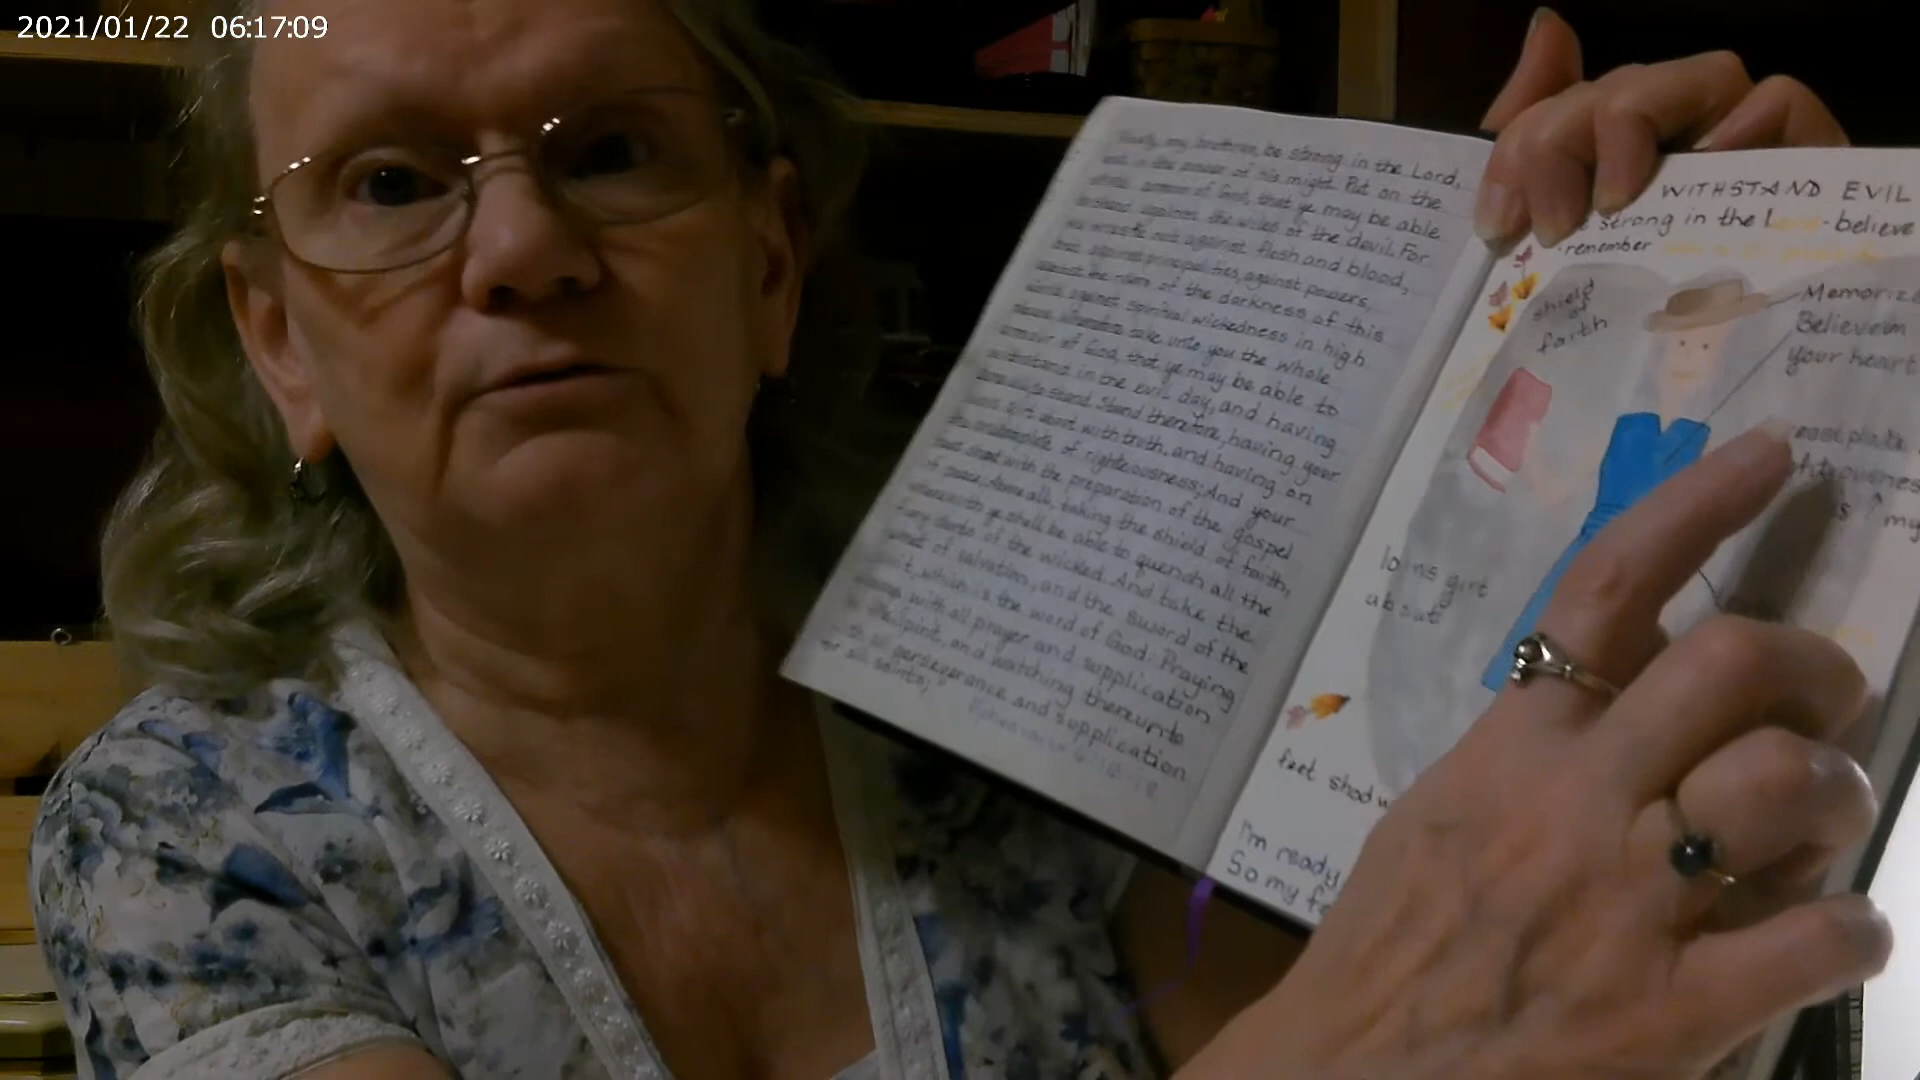 2021/01/22 06:17:09
my brethren, be strong in the Lord,
in the power of his might. Put on the
armour of God, that ye may be able
against the wiles of the devil. For
we wrestle not against flesh and blood,
but against principalities, against powers,
against the rulers of the darkness of this
world, against spiritual wickedness in high
take unto you the whole
armour of God, that ye may be able to
withstand in the evil day, and having
done all to stand. Stand therefore, having your
loins girt about with truth, and having on
the breastplate of righteousness; And your
feet shod with the preparation of the gospel
of peace. Above all, taking the shield of faith,
wherewith ye shall be able to quench all the
fiery darts of the wicked. And take the
helmet of salvation, and the sword of the
spirit, which is the word of God: Praying
with all prayer and supplication
in the spirit, and watching thereunto
with all perseverance and supplication
for all saints;
Ephesians 6:10-18
WITHSTAND EVIL
strong in the L - believe
· remember
shield
of
faith
Memorize
Believe in
your heart
eastplate
hteousness
is ^ my
loins girt
about
feet shod w
I'm ready
So my fe